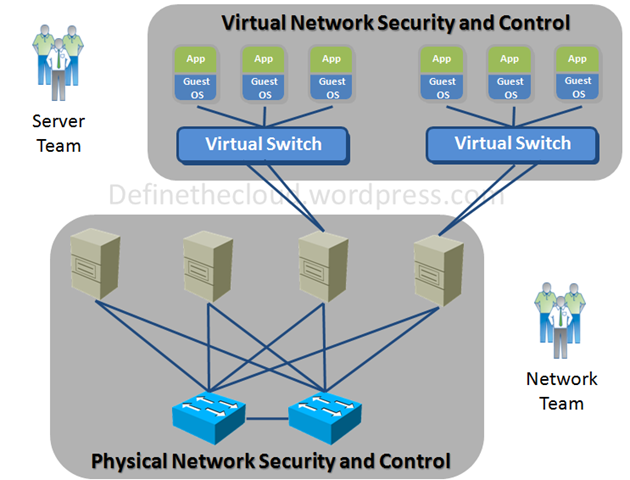 Virtual Network Security and Control
App App App App App App
Guest OS Guest OS Guest OS Guest OS Guest OS Guest OS
Server
Team
Virtual Switch Virtual Switch
Definethecloud.wordpress.com
Network
Team
Physical Network Security and Control